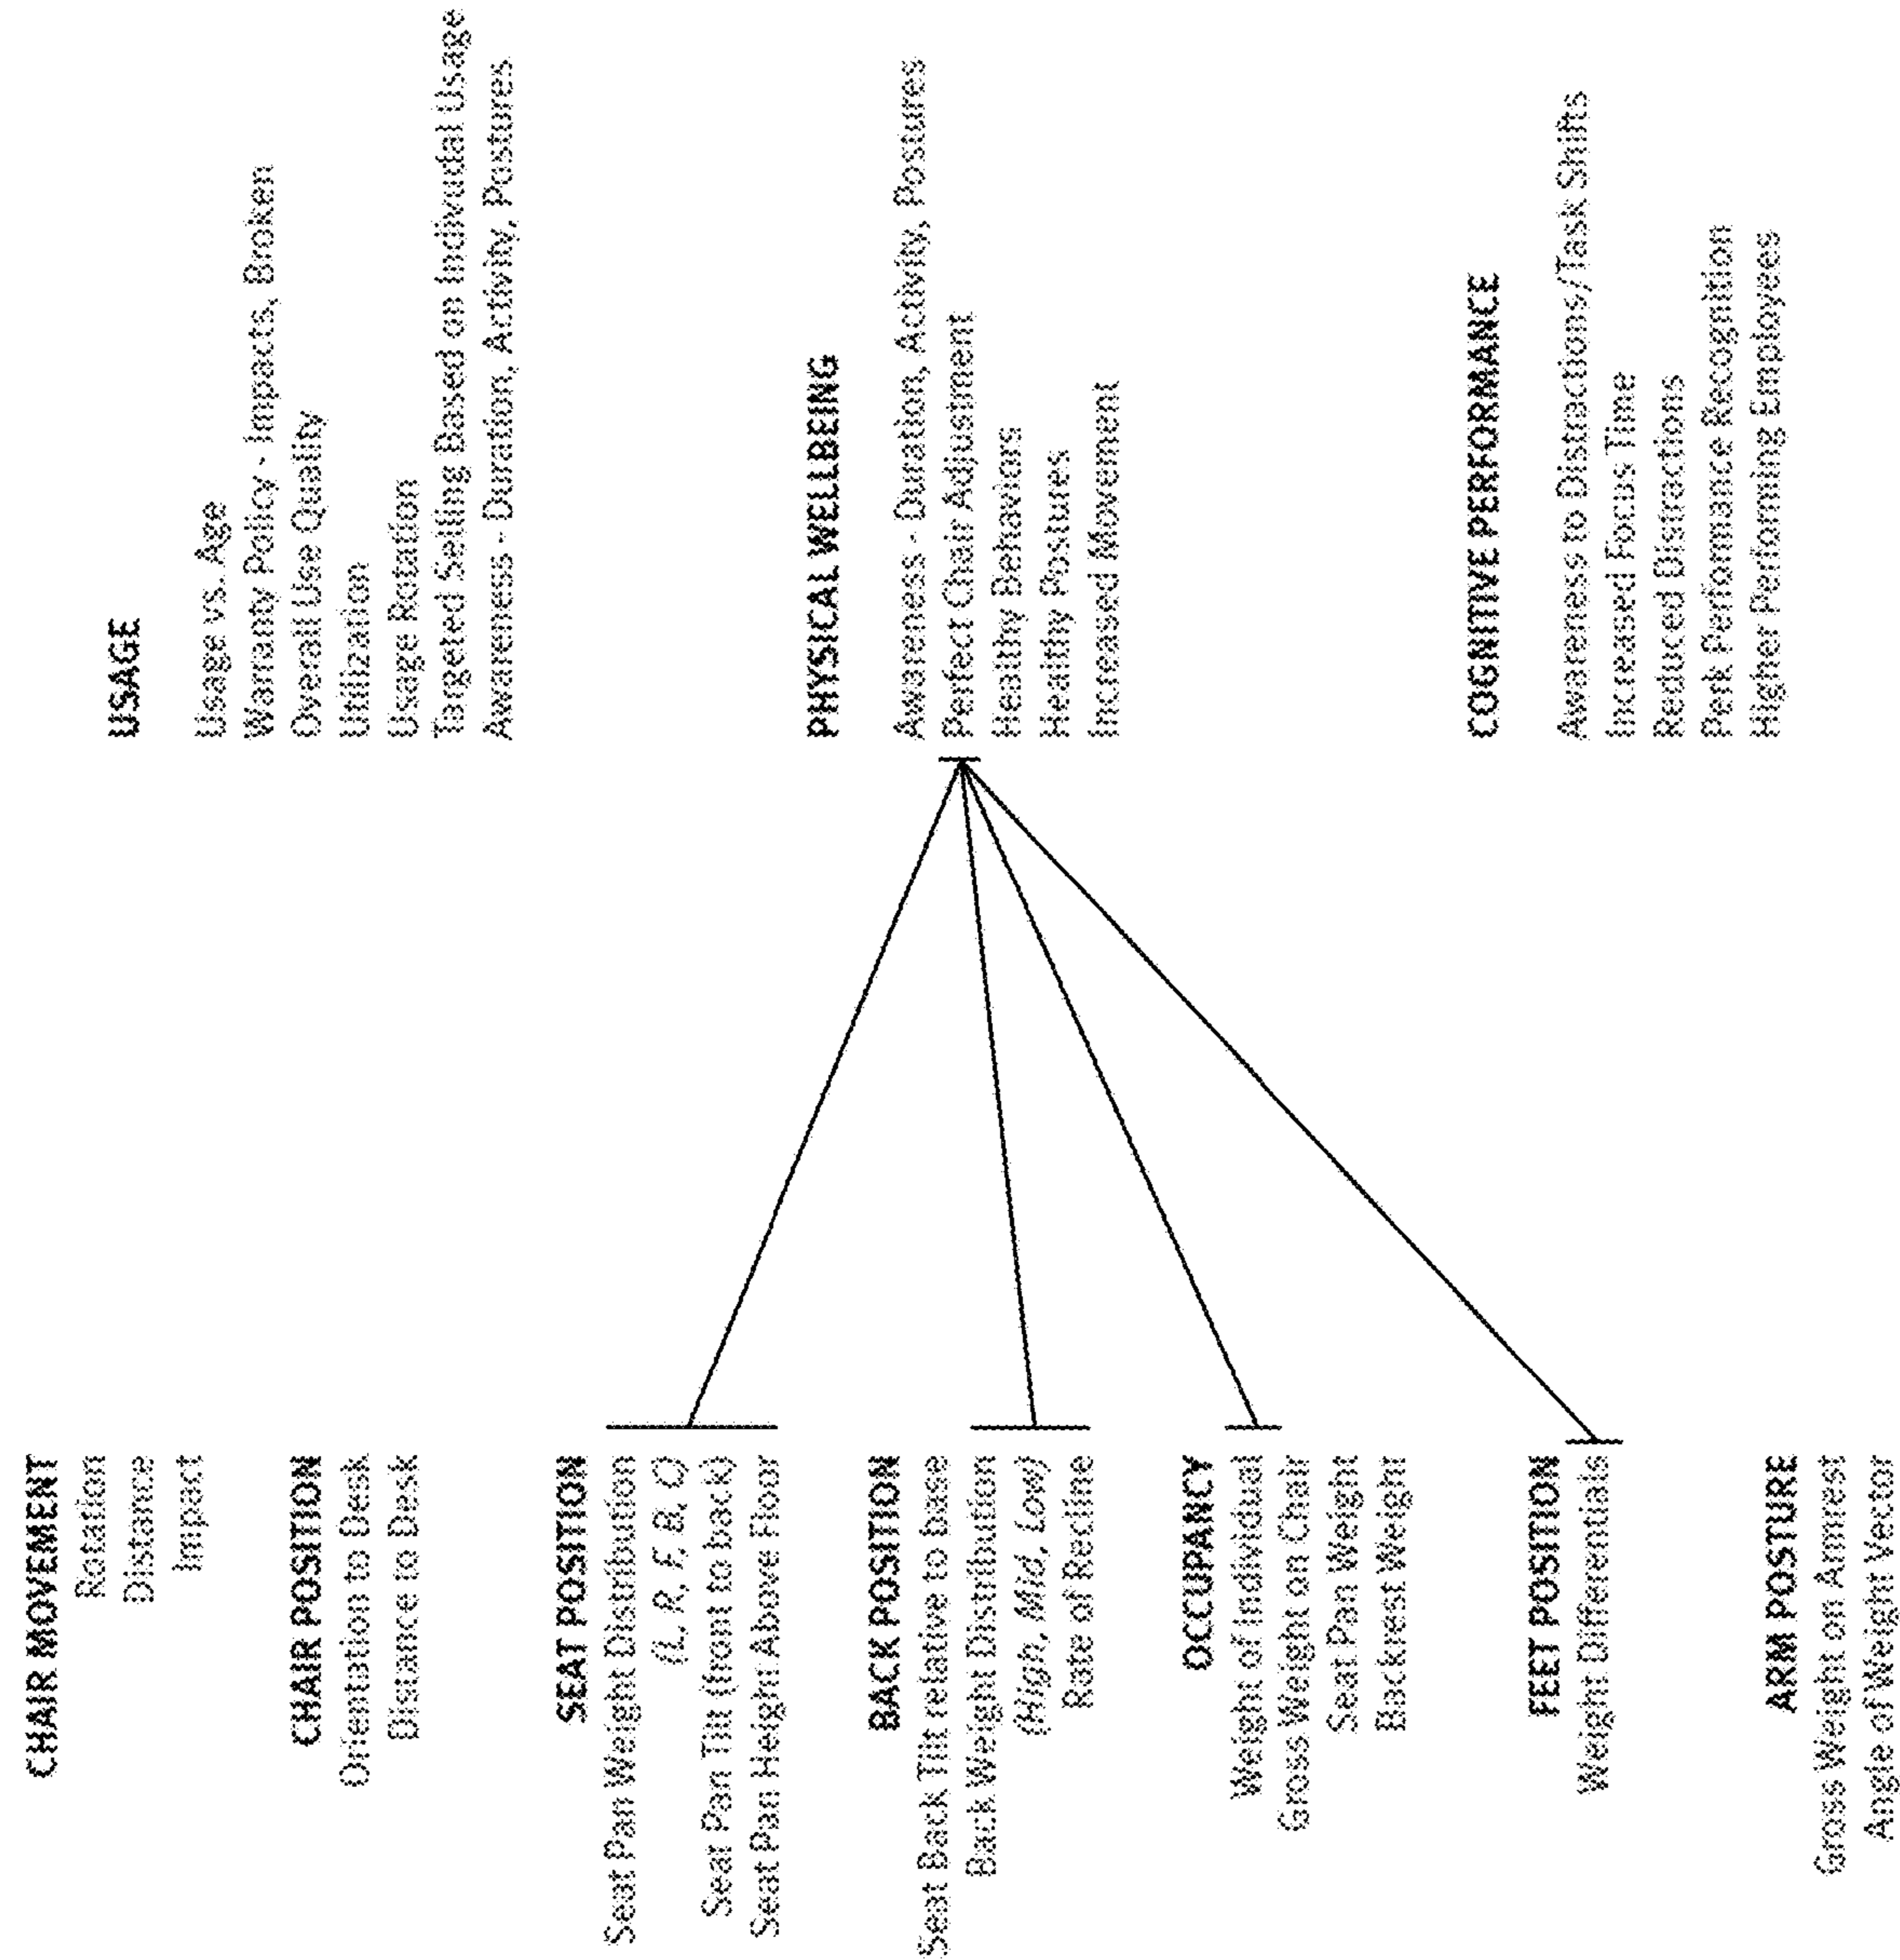 CHAIR MOVEMENT
Rotation
Distance
Impact
CHAIR POSITION
Orientation to Desk
Distance to Desk
SEAT POSITION
Seat Pan Weight Distribution
(L, R, F, B, C)
Seat Pan Tilt (front to back)
Seat Pan Height Above Floor
BACK POSITION
Seat Back Tilt relative to base
Back Weight Distribution
(High, Mid, Low)
Rate of Recline
OCCUPANCY
Weight of Individual
Gross Weight on Chair
Seat Pan Weight
Backrest Weight
FEET POSITION
Weight Differentials
ARM POSTURE
Gross Weight on Armrest
Angle of Weight Vector
USAGE
Usage vs. Age
Warranty Policy - Impacts, Broken
Overall Use Quality
Utilization
Usage Rotation
Targeted Selling Based on Indivudal Usage
Awareness - Duration, Activity, Postures
PHYSICAL WELLBEING
Awareness - Duration, Activity, Postures
Perfect Chair Adjustment
Healthy Behaviors
Healthy Postures
Increased Movement
COGNITIVE PERFORMANCE
Awareness to Distractions/Task Shifts
Increased Focus Time
Reduced Distractions
Perk Performance Recognition
Higher Performing Employees